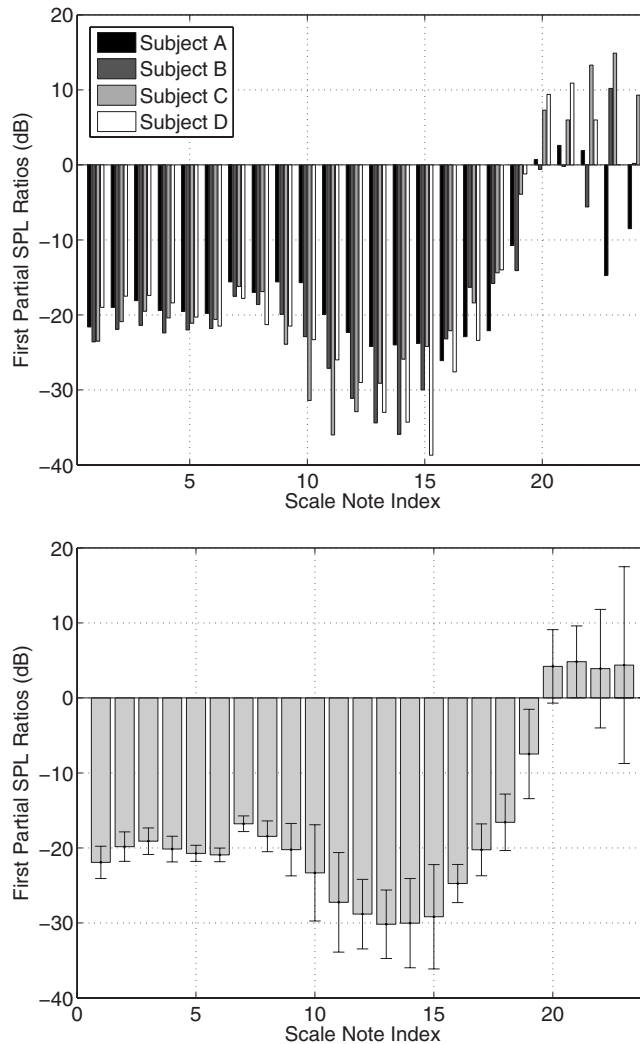 20
10
0
−10
−20
−30
−40
First Partial SPL Ratios (dB)
Subject A
Subject B
Subject C
Subject D
5
10
15
20
Scale Note Index
20
10
0
−10
−20
−30
−40
First Partial SPL Ratios (dB)
0
5
10
15
20
Scale Note Index